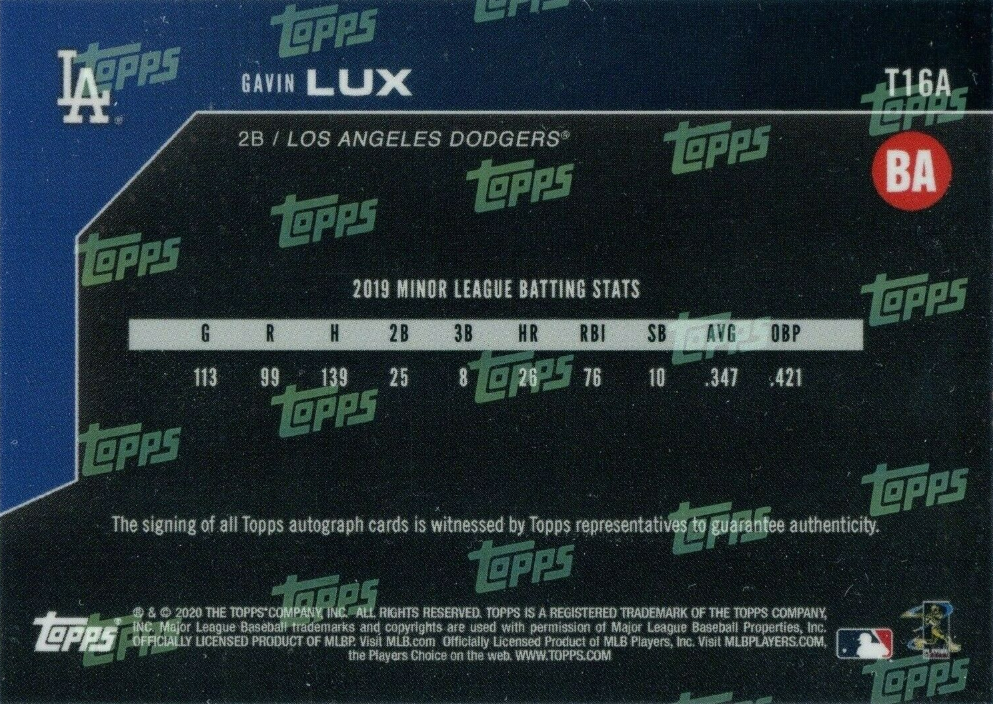 LA
GAVIN LUX
T16A
2B / LOS ANGELES DODGERS®
BA
2019 MINOR LEAGUE BATTING STATS
G R H 2B 3B HR RBI SB AVG OBP
113 99 139 25 8 26 76 10 .347 .421
The signing of all Topps autograph cards is witnessed by Topps representatives to guarantee authenticity.
® & © 2020 THE TOPPS COMPANY, INC. ALL RIGHTS RESERVED. TOPPS IS A REGISTERED TRADEMARK OF THE TOPPS COMPANY,
INC. Major League Baseball trademarks and copyrights are used with permission of Major League Baseball Properties, Inc.
OFFICIALLY LICENSED PRODUCT OF MLBP. Visit MLB.com Officially Licensed Product of MLB Players, Inc. Visit MLBPLAYERS.COM,
the Players Choice on the web. WWW.TOPPS.COM
Topps